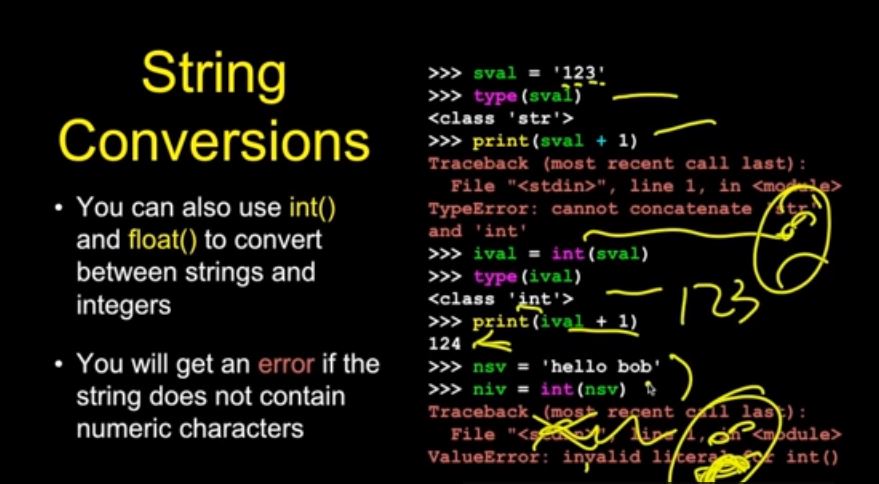 String
Conversions
• You can also use int()
and float() to convert
between strings and
integers
• You will get an error if the
string does not contain
numeric characters
>>> sval = '123'
>>> type(sval)
<class 'str'>
>>> print(sval + 1)
Traceback (most recent call last):
File "<stdin>", line 1, in <module>
TypeError: cannot concatenate 'str'
and 'int'
>>> ival = int(sval)
>>> type(ival)
<class 'int'>
123
>>> print(ival + 1)
124
>>> nsv = 'hello bob'
>>> niv = int(nsv)
Traceback (most recent call last):
File "<stdin>", line 1, in <module>
ValueError: invalid literal for int()